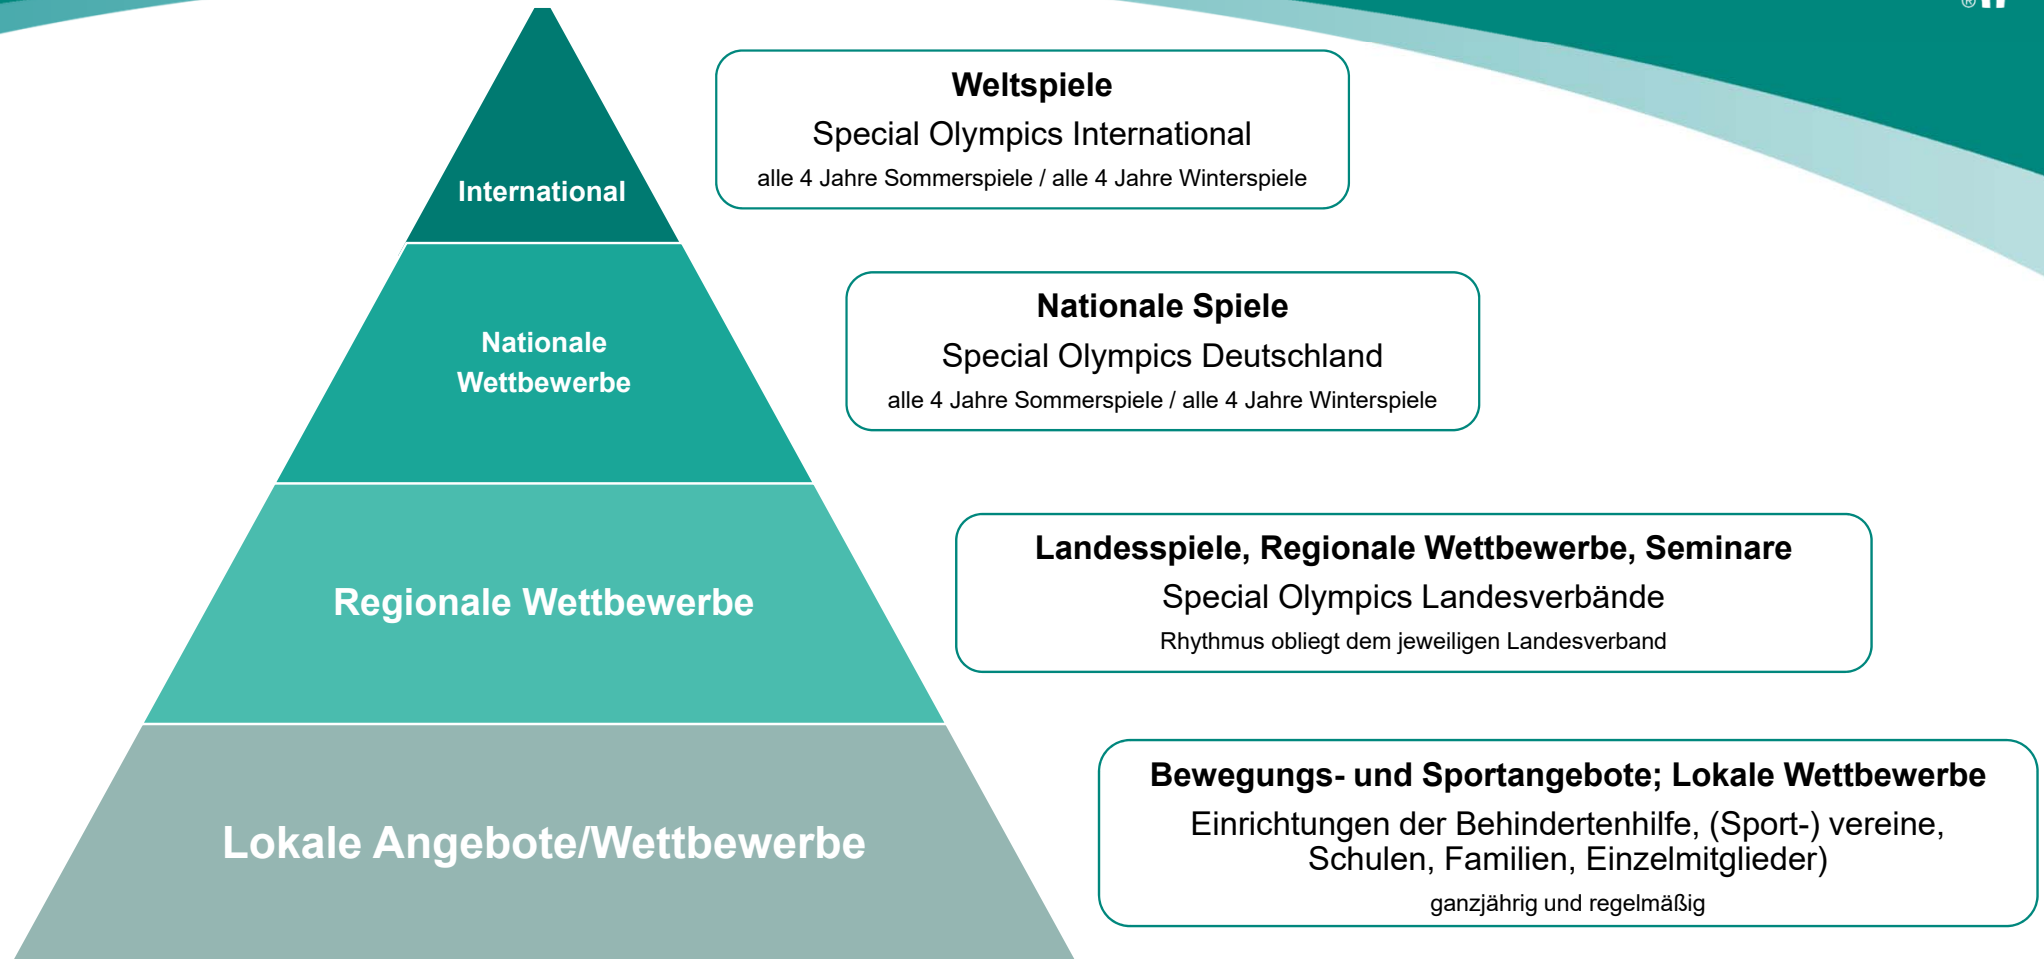 ®
International
Weltspiele
Special Olympics International
alle 4 Jahre Sommerspiele / alle 4 Jahre Winterspiele
Nationale
Wettbewerbe
Nationale Spiele
Special Olympics Deutschland
alle 4 Jahre Sommerspiele / alle 4 Jahre Winterspiele
Regionale Wettbewerbe
Landesspiele, Regionale Wettbewerbe, Seminare
Special Olympics Landesverbände
Rhythmus obliegt dem jeweiligen Landesverband
Lokale Angebote/Wettbewerbe
Bewegungs- und Sportangebote; Lokale Wettbewerbe
Einrichtungen der Behindertenhilfe, (Sport-) vereine,
Schulen, Familien, Einzelmitglieder)
ganzjährig und regelmäßig